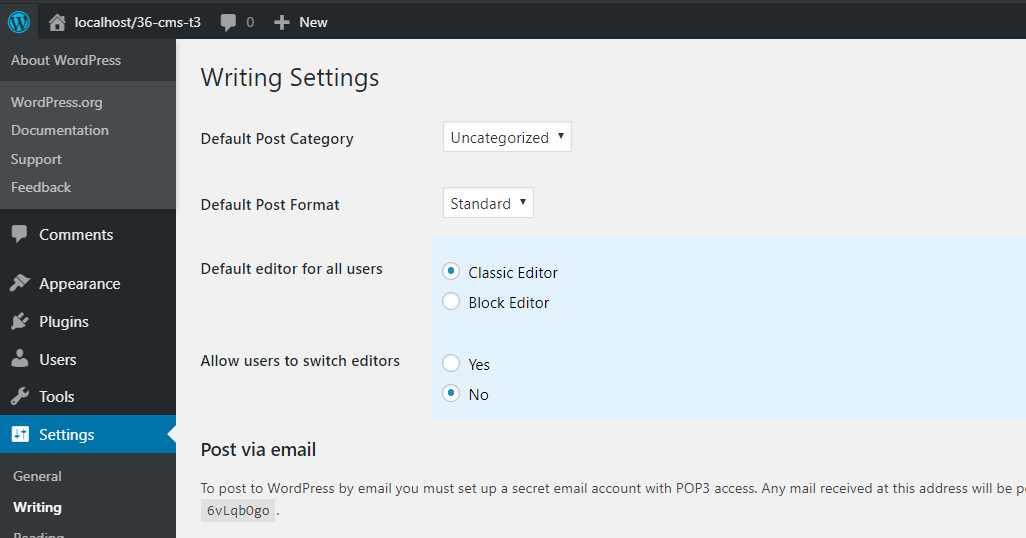 localhost/36-cms-t3 0 New
About WordPress
WordPress.org
Documentation
Support
Feedback
Comments
Appearance
Plugins
Users
Tools
Settings
General
Writing
Reading
Writing Settings
Default Post Category Uncategorized
Default Post Format Standard
Default editor for all users Classic Editor
Block Editor
Allow users to switch editors Yes
No
Post via email
To post to WordPress by email you must set up a secret email account with POP3 access. Any mail received at this address will be
6vLqbOgo .